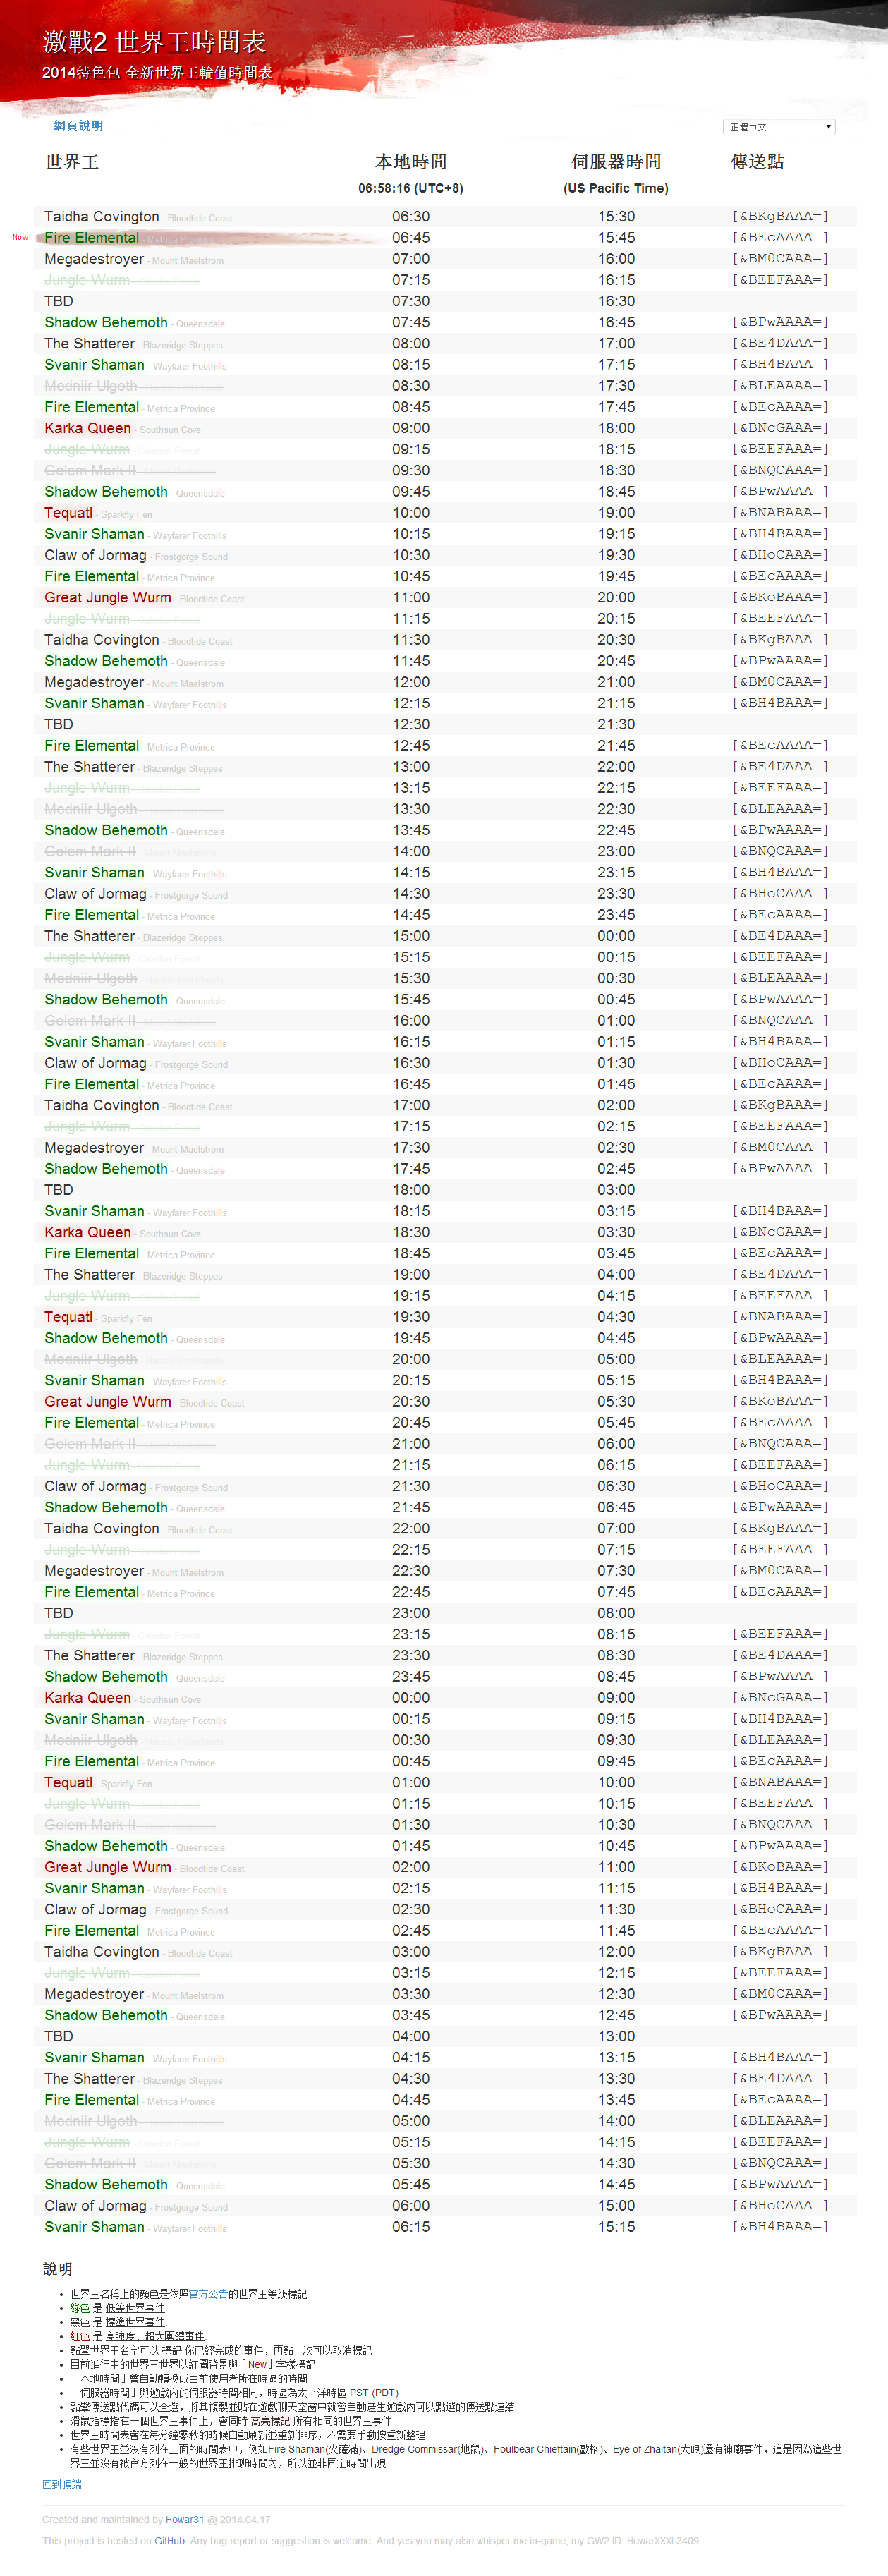 激戰2 世界王時間表
2014特色包 全新世界王輪值時間表
網頁說明
正體中文
世界王 本地時間 伺服器時間 傳送點
06:58:16 (UTC+8) (US Pacific Time)
Taidha Covington - Bloodtide Coast 06:30 15:30 [&BKgBAAA=]
Now Fire Elemental - Metrica Province 06:45 15:45 [&BEcAAAA=]
Megadestroyer - Mount Maelstrom 07:00 16:00 [&BM0CAAA=]
Jungle Wurm 07:15 16:15 [&BEEFAAA=]
TBD 07:30 16:30
Shadow Behemoth - Queensdale 07:45 16:45 [&BPwAAAA=]
The Shatterer - Blazeridge Steppes 08:00 17:00 [&BE4DAAA=]
Svanir Shaman - Wayfarer Foothills 08:15 17:15 [&BH4BAAA=]
Modniir Ulgoth 08:30 17:30 [&BLEAAAA=]
Fire Elemental - Metrica Province 08:45 17:45 [&BEcAAAA=]
Karka Queen - Southsun Cove 09:00 18:00 [&BNcGAAA=]
Jungle Wurm 09:15 18:15 [&BEEFAAA=]
Golem Mark II 09:30 18:30 [&BNQCAAA=]
Shadow Behemoth - Queensdale 09:45 18:45 [&BPwAAAA=]
Tequatl - Sparkfly Fen 10:00 19:00 [&BNABAAA=]
Svanir Shaman - Wayfarer Foothills 10:15 19:15 [&BH4BAAA=]
Claw of Jormag - Frostgorge Sound 10:30 19:30 [&BHoCAAA=]
Fire Elemental - Metrica Province 10:45 19:45 [&BEcAAAA=]
Great Jungle Wurm - Bloodtide Coast 11:00 20:00 [&BKoBAAA=]
Jungle Wurm 11:15 20:15 [&BEEFAAA=]
Taidha Covington - Bloodtide Coast 11:30 20:30 [&BKgBAAA=]
Shadow Behemoth - Queensdale 11:45 20:45 [&BPwAAAA=]
Megadestroyer - Mount Maelstrom 12:00 21:00 [&BM0CAAA=]
Svanir Shaman - Wayfarer Foothills 12:15 21:15 [&BH4BAAA=]
TBD 12:30 21:30
Fire Elemental - Metrica Province 12:45 21:45 [&BEcAAAA=]
The Shatterer - Blazeridge Steppes 13:00 22:00 [&BE4DAAA=]
Jungle Wurm 13:15 22:15 [&BEEFAAA=]
Modniir Ulgoth 13:30 22:30 [&BLEAAAA=]
Shadow Behemoth - Queensdale 13:45 22:45 [&BPwAAAA=]
Golem Mark II 14:00 23:00 [&BNQCAAA=]
Svanir Shaman - Wayfarer Foothills 14:15 23:15 [&BH4BAAA=]
Claw of Jormag - Frostgorge Sound 14:30 23:30 [&BHoCAAA=]
Fire Elemental - Metrica Province 14:45 23:45 [&BEcAAAA=]
The Shatterer - Blazeridge Steppes 15:00 00:00 [&BE4DAAA=]
Jungle Wurm 15:15 00:15 [&BEEFAAA=]
Modniir Ulgoth 15:30 00:30 [&BLEAAAA=]
Shadow Behemoth - Queensdale 15:45 00:45 [&BPwAAAA=]
Golem Mark II 16:00 01:00 [&BNQCAAA=]
Svanir Shaman - Wayfarer Foothills 16:15 01:15 [&BH4BAAA=]
Claw of Jormag - Frostgorge Sound 16:30 01:30 [&BHoCAAA=]
Fire Elemental - Metrica Province 16:45 01:45 [&BEcAAAA=]
Taidha Covington - Bloodtide Coast 17:00 02:00 [&BKgBAAA=]
Jungle Wurm 17:15 02:15 [&BEEFAAA=]
Megadestroyer - Mount Maelstrom 17:30 02:30 [&BM0CAAA=]
Shadow Behemoth - Queensdale 17:45 02:45 [&BPwAAAA=]
TBD 18:00 03:00
Svanir Shaman - Wayfarer Foothills 18:15 03:15 [&BH4BAAA=]
Karka Queen - Southsun Cove 18:30 03:30 [&BNcGAAA=]
Fire Elemental - Metrica Province 18:45 03:45 [&BEcAAAA=]
The Shatterer - Blazeridge Steppes 19:00 04:00 [&BE4DAAA=]
Jungle Wurm 19:15 04:15 [&BEEFAAA=]
Tequatl - Sparkfly Fen 19:30 04:30 [&BNABAAA=]
Shadow Behemoth - Queensdale 19:45 04:45 [&BPwAAAA=]
Modniir Ulgoth 20:00 05:00 [&BLEAAAA=]
Svanir Shaman - Wayfarer Foothills 20:15 05:15 [&BH4BAAA=]
Great Jungle Wurm - Bloodtide Coast 20:30 05:30 [&BKoBAAA=]
Fire Elemental - Metrica Province 20:45 05:45 [&BEcAAAA=]
Golem Mark II 21:00 06:00 [&BNQCAAA=]
Jungle Wurm 21:15 06:15 [&BEEFAAA=]
Claw of Jormag - Frostgorge Sound 21:30 06:30 [&BHoCAAA=]
Shadow Behemoth - Queensdale 21:45 06:45 [&BPwAAAA=]
Taidha Covington - Bloodtide Coast 22:00 07:00 [&BKgBAAA=]
Jungle Wurm 22:15 07:15 [&BEEFAAA=]
Megadestroyer - Mount Maelstrom 22:30 07:30 [&BM0CAAA=]
Fire Elemental - Metrica Province 22:45 07:45 [&BEcAAAA=]
TBD 23:00 08:00
Jungle Wurm 23:15 08:15 [&BEEFAAA=]
The Shatterer - Blazeridge Steppes 23:30 08:30 [&BE4DAAA=]
Shadow Behemoth - Queensdale 23:45 08:45 [&BPwAAAA=]
Karka Queen - Southsun Cove 00:00 09:00 [&BNcGAAA=]
Svanir Shaman - Wayfarer Foothills 00:15 09:15 [&BH4BAAA=]
Modniir Ulgoth 00:30 09:30 [&BLEAAAA=]
Fire Elemental - Metrica Province 00:45 09:45 [&BEcAAAA=]
Tequatl - Sparkfly Fen 01:00 10:00 [&BNABAAA=]
Jungle Wurm 01:15 10:15 [&BEEFAAA=]
Golem Mark II 01:30 10:30 [&BNQCAAA=]
Shadow Behemoth - Queensdale 01:45 10:45 [&BPwAAAA=]
Great Jungle Wurm - Bloodtide Coast 02:00 11:00 [&BKoBAAA=]
Svanir Shaman - Wayfarer Foothills 02:15 11:15 [&BH4BAAA=]
Claw of Jormag - Frostgorge Sound 02:30 11:30 [&BHoCAAA=]
Fire Elemental - Metrica Province 02:45 11:45 [&BEcAAAA=]
Taidha Covington - Bloodtide Coast 03:00 12:00 [&BKgBAAA=]
Jungle Wurm 03:15 12:15 [&BEEFAAA=]
Megadestroyer - Mount Maelstrom 03:30 12:30 [&BM0CAAA=]
Shadow Behemoth - Queensdale 03:45 12:45 [&BPwAAAA=]
TBD 04:00 13:00
Svanir Shaman - Wayfarer Foothills 04:15 13:15 [&BH4BAAA=]
The Shatterer - Blazeridge Steppes 04:30 13:30 [&BE4DAAA=]
Fire Elemental - Metrica Province 04:45 13:45 [&BEcAAAA=]
Modniir Ulgoth 05:00 14:00 [&BLEAAAA=]
Jungle Wurm 05:15 14:15 [&BEEFAAA=]
Golem Mark II 05:30 14:30 [&BNQCAAA=]
Shadow Behemoth - Queensdale 05:45 14:45 [&BPwAAAA=]
Claw of Jormag - Frostgorge Sound 06:00 15:00 [&BHoCAAA=]
Svanir Shaman - Wayfarer Foothills 06:15 15:15 [&BH4BAAA=]
說明
• 世界王名稱上的顏色是依照官方公告的世界王等級標記:
• 綠色 是 低等世界事件.
• 黑色 是 標準世界事件.
• 紅色 是 高強度、超大團體事件.
• 點擊世界王名字可以 標記 你已經完成的事件，再點一次可以取消標記
• 目前進行中的世界王世界以紅圖背景與「New」字樣標記
• 「本地時間」會自動轉換成目前使用者所在時區的時間
• 「伺服器時間」與遊戲內的伺服器時間相同，時區為太平洋時區 PST (PDT)
• 點擊傳送點代碼可以全選，將其複製並貼在遊戲聊天室窗中就會自動產生遊戲內可以點選的傳送點連結
• 滑鼠指標指在一個世界王事件上，會同時 高亮標記 所有相同的世界王事件
• 世界王時間表會在每分鐘零秒的時候自動刷新並重新排序，不需要手動按重新整理
• 有些世界王並沒有列在上面的時間表中，例如Fire Shaman(火薩滿)、Dredge Commissar(地鼠)、Foulbear Chieftain(歐格)、Eye of Zhaitan(大眼)還有神廟事件，這是因為這些世
界王並沒有被官方列在一般的世界王排班時間內，所以並非固定時間出現
回到頂端
Created and maintained by Howar31 @ 2014.04.17
This project is hosted on GitHub. Any bug report or suggestion is welcome. And yes you may also whisper me in-game, my GW2 ID: HowarXXXI.3409